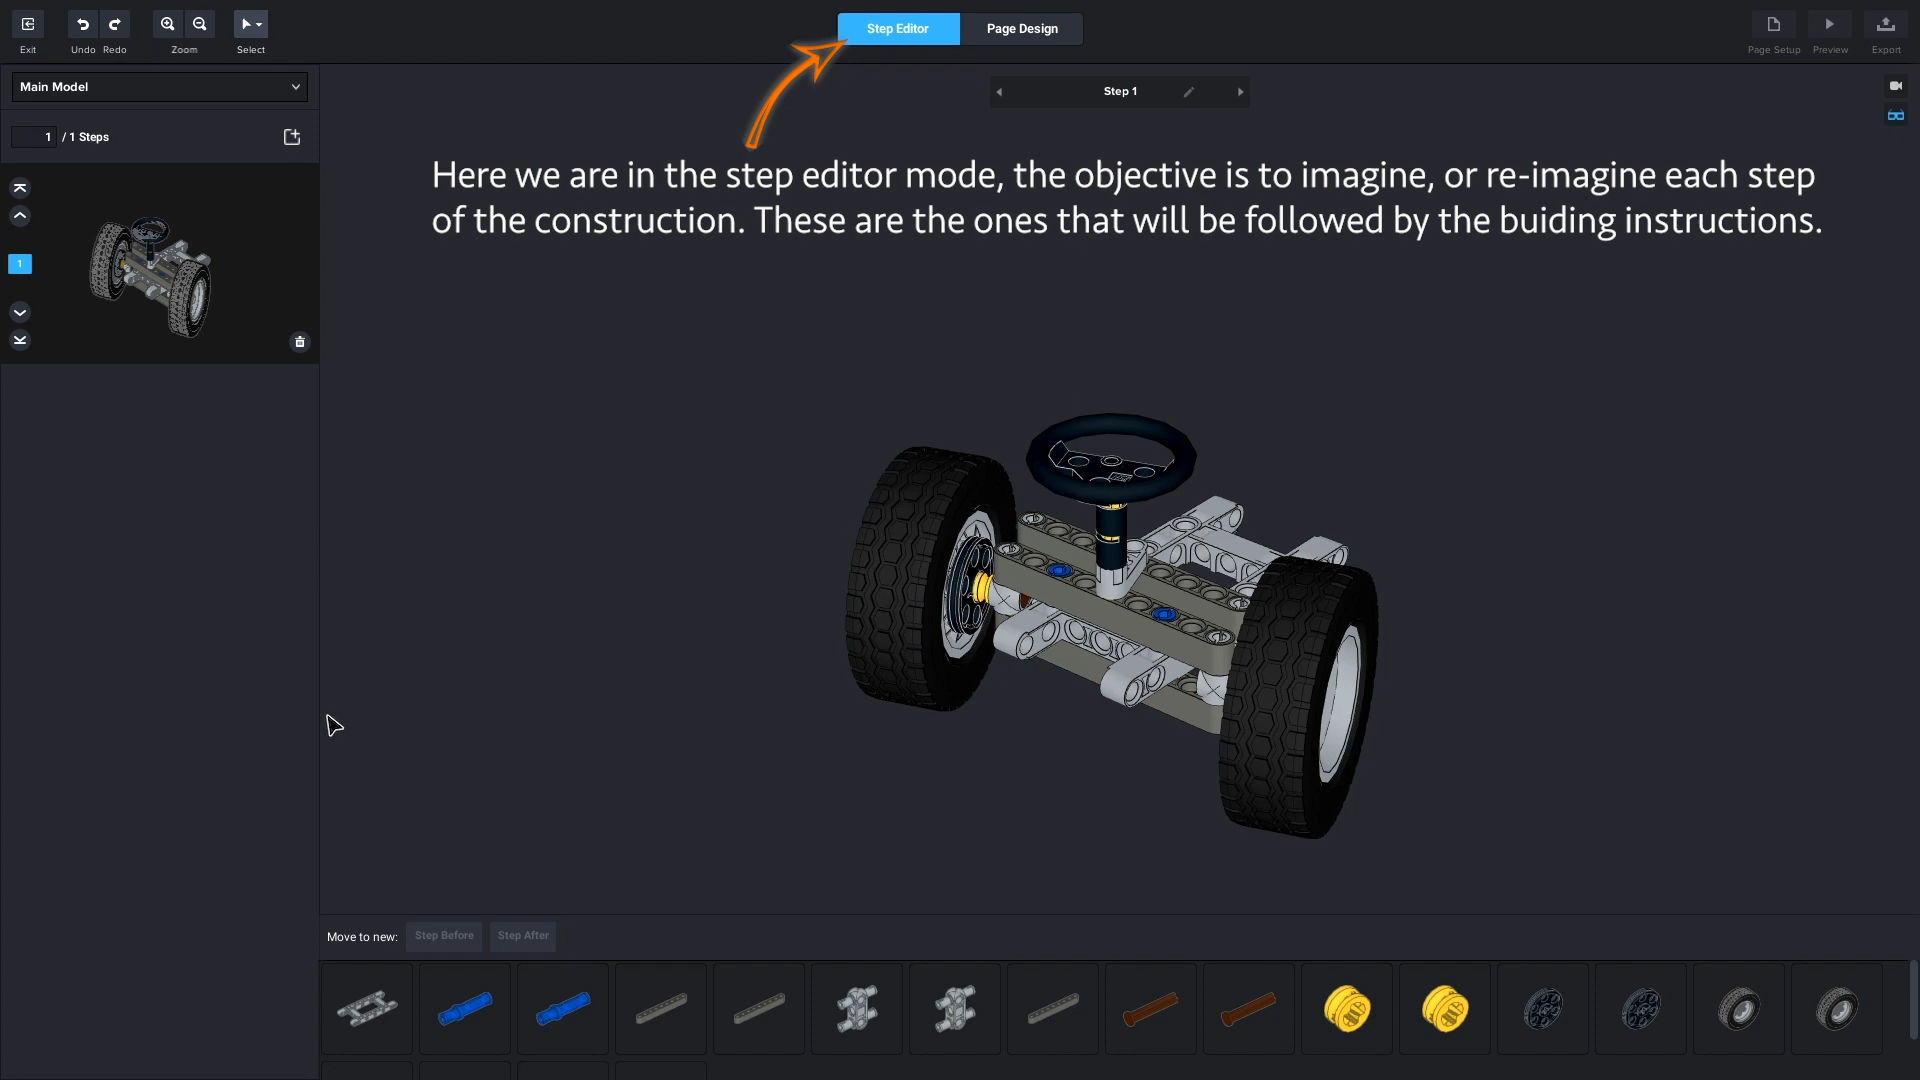 Step Editor
Page Design
Exit
Undo
Redo
Zoom
Select
Page Setup
Preview
Export
Main Model
Step 1
1 / 1 Steps
Here we are in the step editor mode, the objective is to imagine, or re-imagine each step
of the construction. These are the ones that will be followed by the buiding instructions.
1
Move to new:
Step Before
Step After